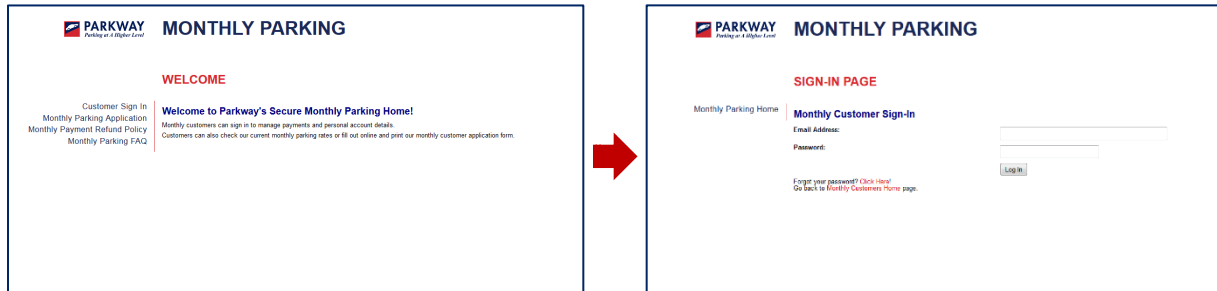 PARKWAY
Parking at A Higher Level
MONTHLY PARKING
WELCOME
Customer Sign In
Monthly Parking Application
Monthly Payment Refund Policy
Monthly Parking FAQ
Welcome to Parkway's Secure Monthly Parking Home!
Monthly customers can sign in to manage payments and personal account details.
Customers can also check our current monthly parking rates or fill out online and print our monthly customer application form.
PARKWAY
Parking at A Higher Level
MONTHLY PARKING
SIGN-IN PAGE
Monthly Parking Home
Monthly Customer Sign-In
Email Address:
Password:
Log In
Forgot your password? Click Here!
Go back to Monthly Customers Home page.